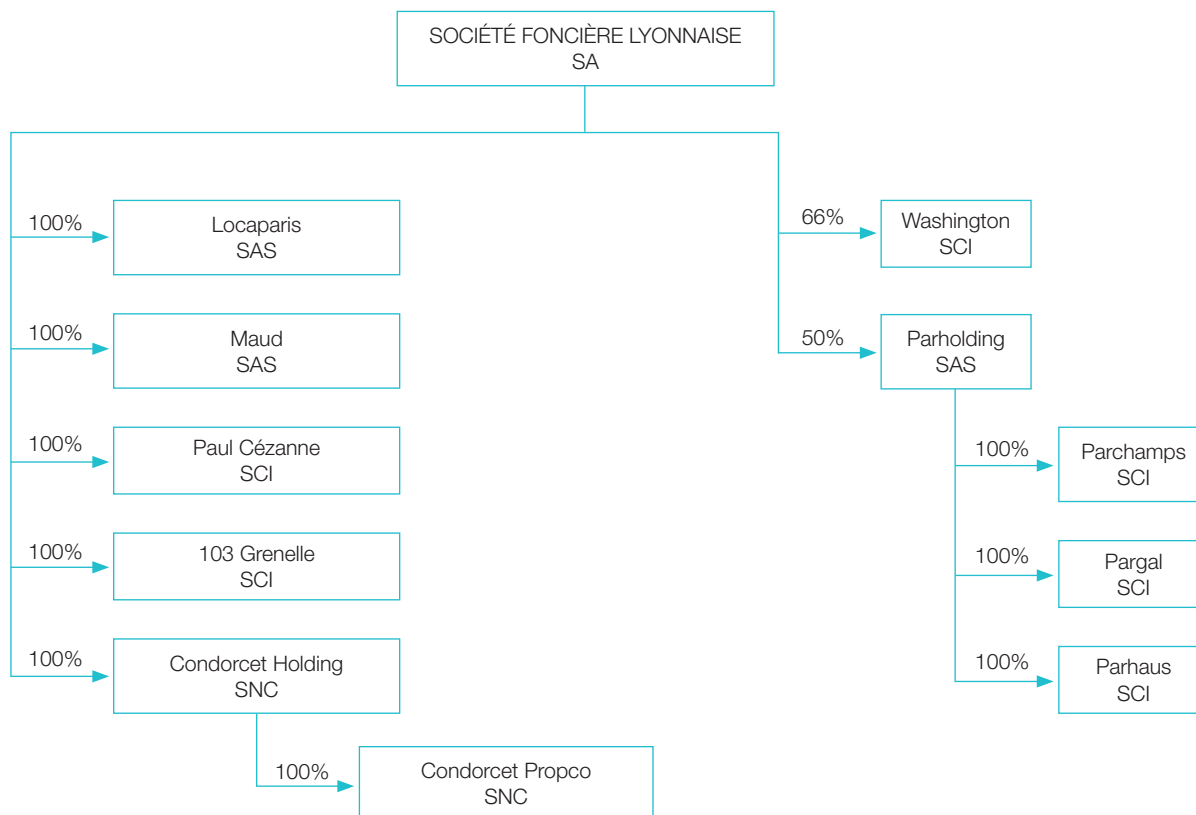 SOCIÉTÉ FONCIÈRE LYONNAISE
SA
100%
Locaparis
SAS
100%
Maud
SAS
100%
Paul Cézanne
SCI
100%
103 Grenelle
SCI
100%
Condorcet Holding
SNC
100%
Condorcet Propco
SNC
66%
Washington
SCI
50%
Parholding
SAS
100%
Parchamps
SCI
100%
Pargal
SCI
100%
Parhaus
SCI